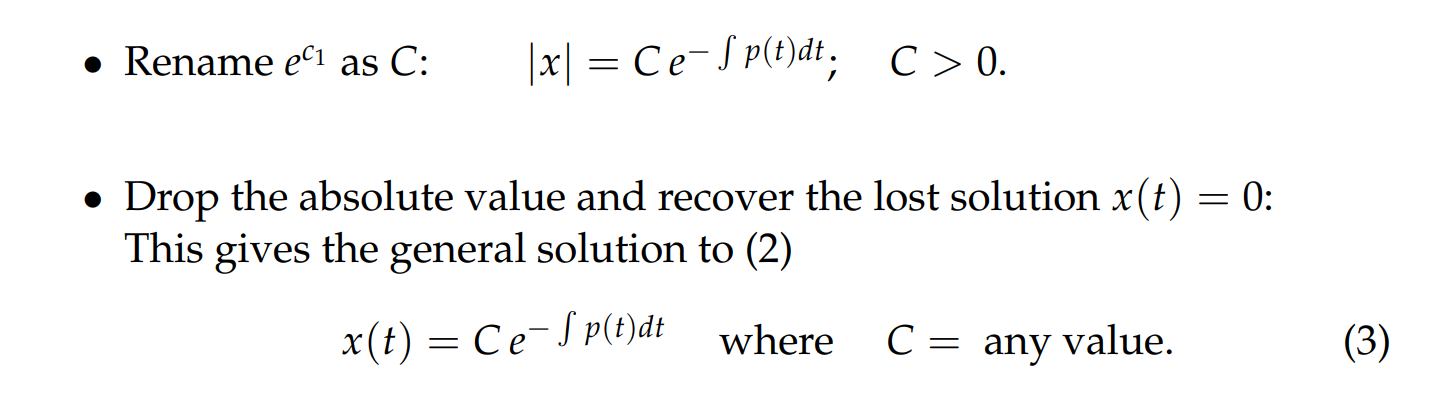 • Rename e^{c_1} as C: |x| = C e^{− ∫ p(t)dt}; C > 0.
• Drop the absolute value and recover the lost solution x(t) = 0:
This gives the general solution to (2)
x(t) = C e^{− ∫ p(t)dt} where C = any value. (3)